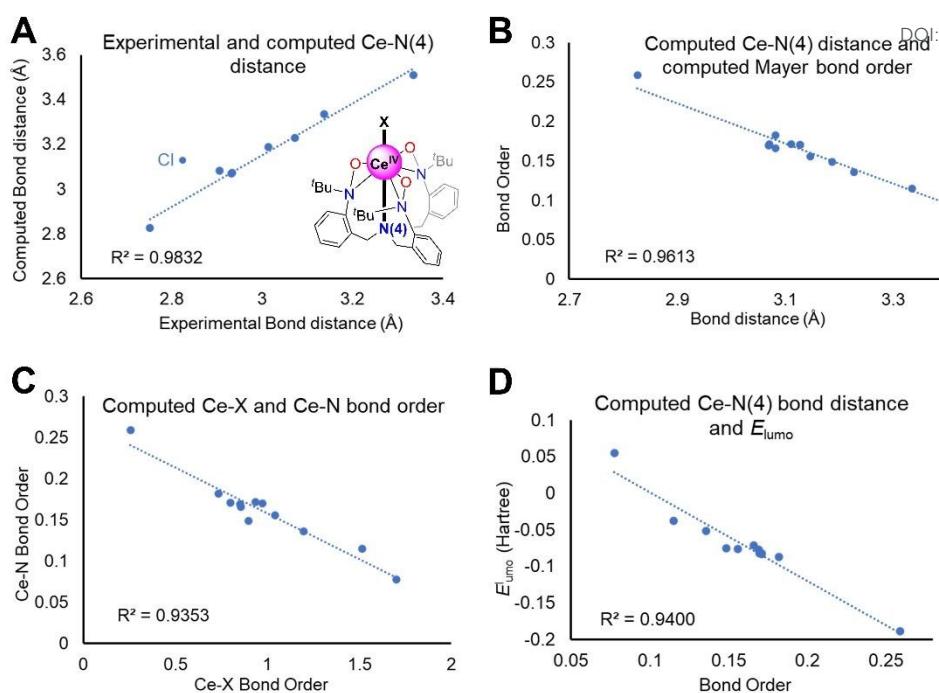 A
Experimental and computed Ce-N(4)
distance
Computed Bond distance (Å)
3.6
3.4
3.2
3
2.8
2.6
Cl
R² = 0.9832
X
Ce^IV
O
O
O
N
N
N
ᵗBu
ᵗBu
ᵗBu
N(4)
2.6 2.8 3 3.2 3.4
Experimental Bond distance (Å)
B
DOI:
Computed Ce-N(4) distance and
computed Mayer bond order
Bond Order
0.3
0.25
0.2
0.15
0.1
0.05
0
R² = 0.9613
2.7 2.9 3.1 3.3
Bond distance (Å)
C
Computed Ce-X and Ce-N bond order
Ce-N Bond Order
0.3
0.25
0.2
0.15
0.1
0.05
0
R² = 0.9353
0 0.5 1 1.5 2
Ce-X Bond Order
D
Computed Ce-N(4) bond distance
and E_lumo
E_lumo (Hartree)
0.1
0.05
0
-0.05
-0.1
-0.15
-0.2
R² = 0.9400
0.05 0.1 0.15 0.2 0.25
Bond Order